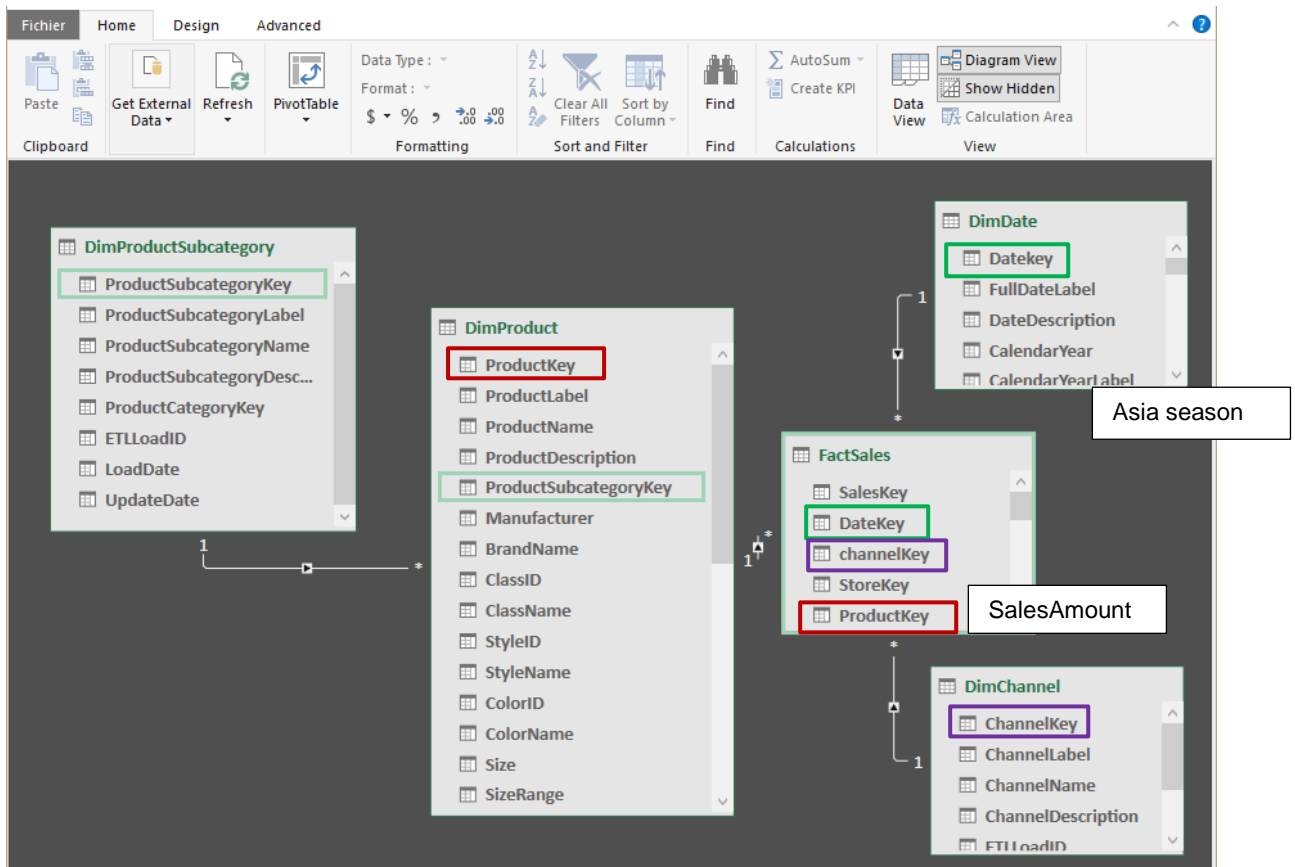 Fichier Home Design Advanced
Paste
Get External
Data
Refresh
PivotTable
Data Type :
Format :
$ % , .00 .00
Clear All
Filters
Sort by
Column
Find
AutoSum
Create KPI
Data
View
Diagram View
Show Hidden
Calculation Area
Clipboard Formatting Sort and Filter Find Calculations View
DimProductSubcategory
ProductSubcategoryKey
ProductSubcategoryLabel
ProductSubcategoryName
ProductSubcategoryDesc...
ProductCategoryKey
ETLLoadID
LoadDate
UpdateDate
1
*
DimProduct
ProductKey
ProductLabel
ProductName
ProductDescription
ProductSubcategoryKey
Manufacturer
BrandName
ClassID
ClassName
StyleID
StyleName
ColorID
ColorName
Size
SizeRange
1
*
DimDate
Datekey
FullDateLabel
DateDescription
CalendarYear
CalendarYearLabel
1
*
Asia season
FactSales
SalesKey
DateKey
channelKey
StoreKey
ProductKey
SalesAmount
*
1
DimChannel
ChannelKey
ChannelLabel
ChannelName
ChannelDescription
ETLLoadID